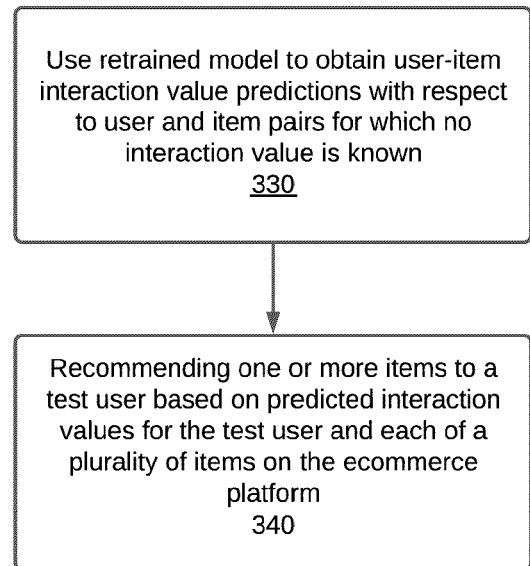 Use retrained model to obtain user-item
interaction value predictions with respect
to user and item pairs for which no
interaction value is known
330
Recommending one or more items to a
test user based on predicted interaction
values for the test user and each of a
plurality of items on the ecommerce
platform
340